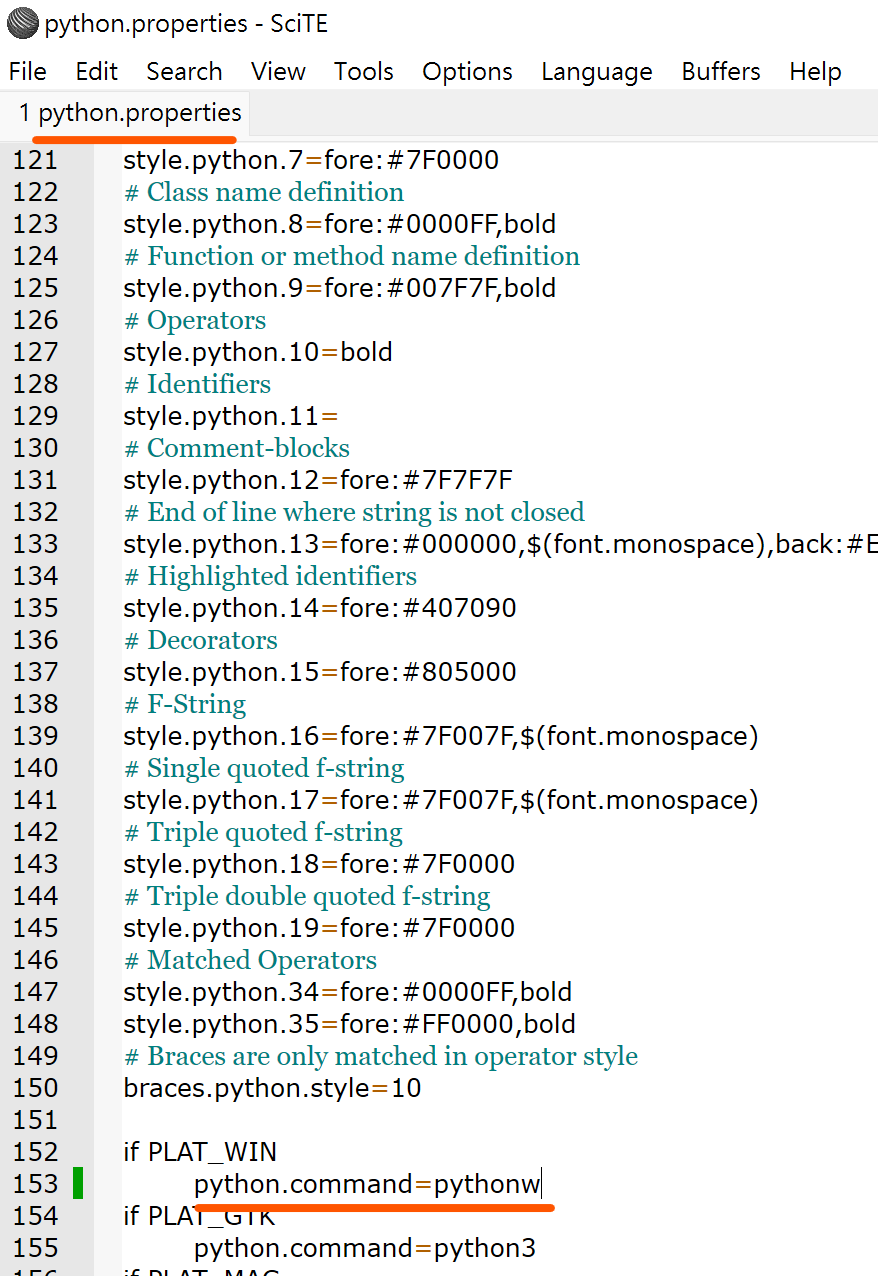 python.properties - SciTE
File Edit Search View Tools Options Language Buffers Help
1 python.properties
121 style.python.7=fore:#7F0000
122 # Class name definition
123 style.python.8=fore:#0000FF,bold
124 # Function or method name definition
125 style.python.9=fore:#007F7F,bold
126 # Operators
127 style.python.10=bold
128 # Identifiers
129 style.python.11=
130 # Comment-blocks
131 style.python.12=fore:#7F7F7F
132 # End of line where string is not closed
133 style.python.13=fore:#000000,$(font.monospace),back:#E
134 # Highlighted identifiers
135 style.python.14=fore:#407090
136 # Decorators
137 style.python.15=fore:#805000
138 # F-String
139 style.python.16=fore:#7F007F,$(font.monospace)
140 # Single quoted f-string
141 style.python.17=fore:#7F007F,$(font.monospace)
142 # Triple quoted f-string
143 style.python.18=fore:#7F0000
144 # Triple double quoted f-string
145 style.python.19=fore:#7F0000
146 # Matched Operators
147 style.python.34=fore:#0000FF,bold
148 style.python.35=fore:#FF0000,bold
149 # Braces are only matched in operator style
150 braces.python.style=10
151
152 if PLAT_WIN
153 python.command=pythonw
154 if PLAT_GTK
155 python.command=python3
156 if PLAT_MAC